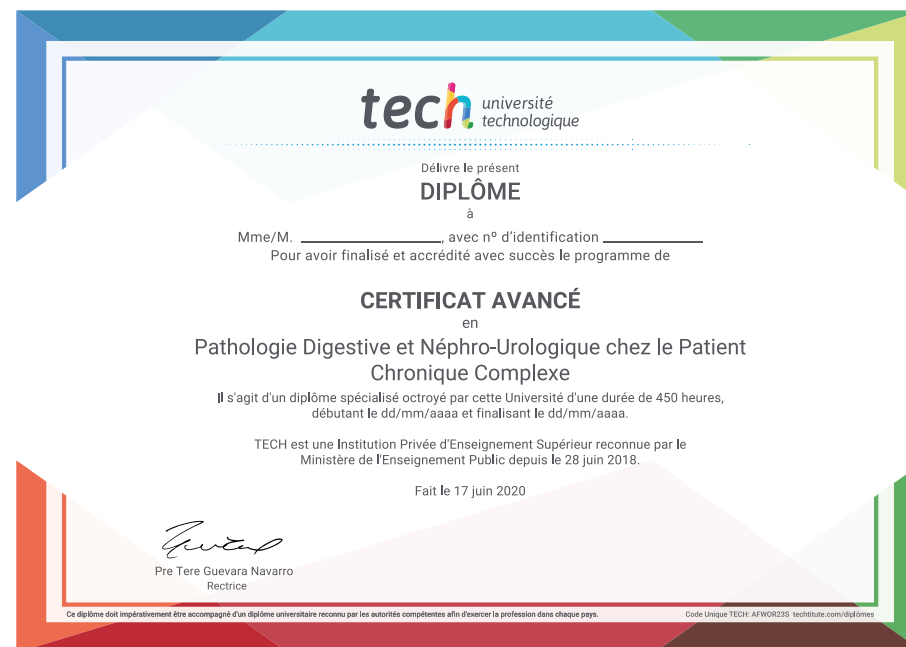 tech université
technologique
Délivre le présent
DIPLÔME
à
Mme/M. ____________________, avec nº d'identification ______________
Pour avoir finalisé et accrédité avec succès le programme de
CERTIFICAT AVANCÉ
en
Pathologie Digestive et Néphro-Urologique chez le Patient
Chronique Complexe
Il s'agit d'un diplôme spécialisé octroyé par cette Université d'une durée de 450 heures,
débutant le dd/mm/aaaa et finalisant le dd/mm/aaaa.
TECH est une Institution Privée d'Enseignement Supérieur reconnue par le
Ministère de l'Enseignement Public depuis le 28 juin 2018.
Fait le 17 juin 2020
Pre Tere Guevara Navarro
Rectrice
Ce diplôme doit impérativement être accompagné d'un diplôme universitaire reconnu par les autorités compétentes afin d'exercer la profession dans chaque pays.
Code Unique TECH: AFWOR23S techtitute.com/diplômes